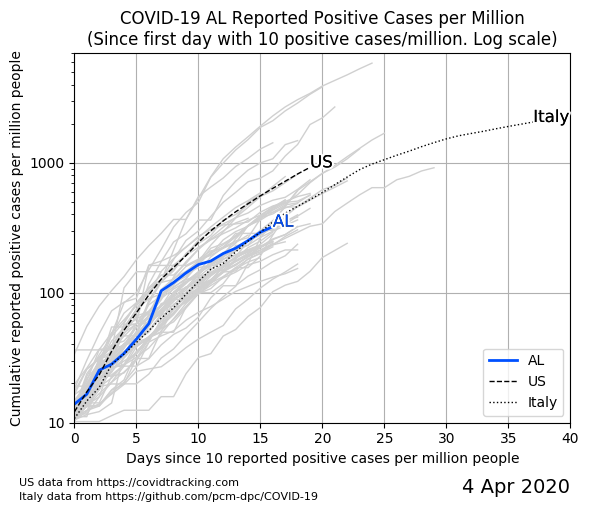 COVID-19 AL Reported Positive Cases per Million
(Since first day with 10 positive cases/million. Log scale)
Cumulative reported positive cases per million people
1000
100
10
Italy
US
AL
AL
US
Italy
0 5 10 15 20 25 30 35 40
Days since 10 reported positive cases per million people
US data from https://covidtracking.com
Italy data from https://github.com/pcm-dpc/COVID-19
4 Apr 2020